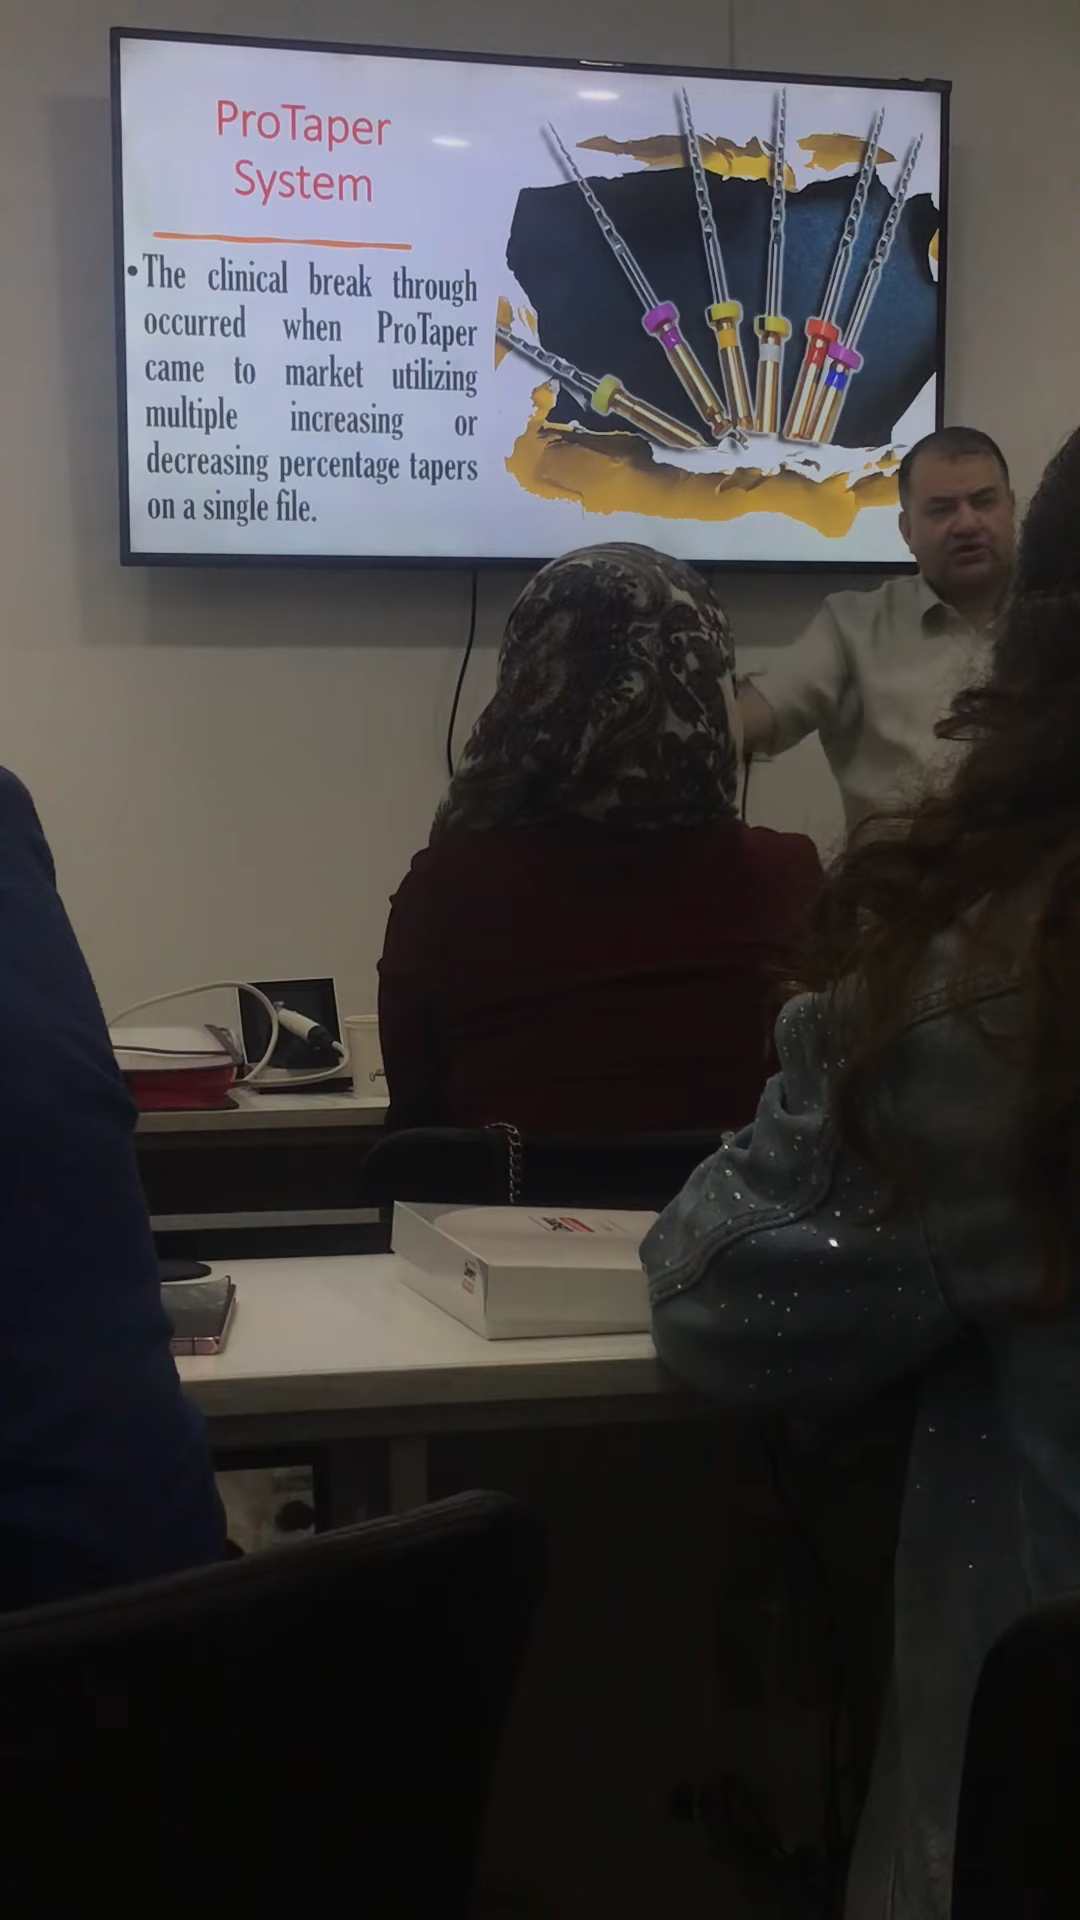 ProTaper
System
•The clinical break through
occurred when ProTaper
came to market utilizing
multiple increasing or
decreasing percentage tapers
on a single file.